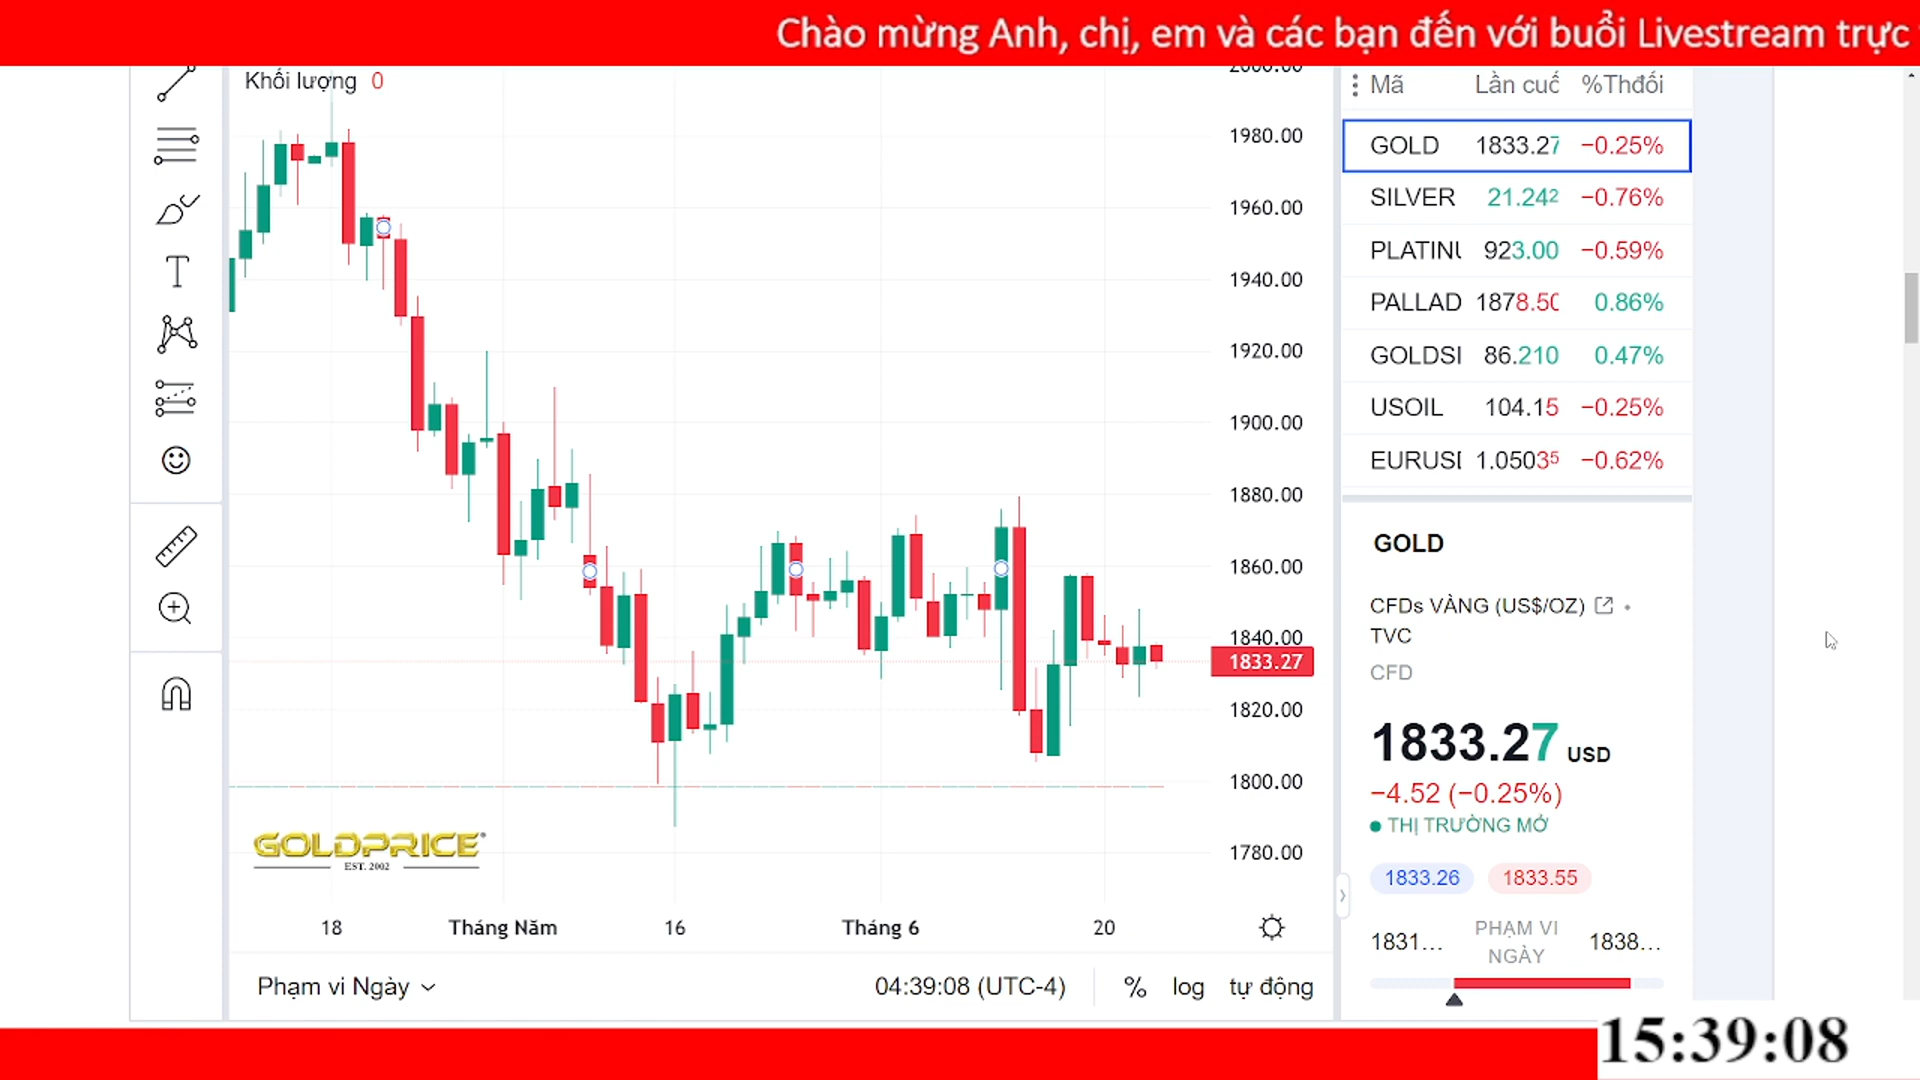 Chào mừng Anh, chị, em và các bạn đến với buổi Livestream trực
Khối lượng 0
1980.00
1960.00
1940.00
1920.00
1900.00
1880.00
1860.00
1840.00
1833.27
1820.00
1800.00
1780.00
GOLDPRICE
EST. 2002
18 Tháng Năm 16 Tháng 6 20
Phạm vi Ngày 04:39:08 (UTC-4) % log tự động
Mã Lần cuố %Thđổi
GOLD 1833.27 −0.25%
SILVER 21.242 −0.76%
PLATINU 923.00 −0.59%
PALLAD 1878.50 0.86%
GOLDSI 86.210 0.47%
USOIL 104.15 −0.25%
EURUSD 1.05035 −0.62%
GOLD
CFDs VÀNG (US$/OZ)
TVC
CFD
1833.27 USD
−4.52 (−0.25%)
THỊ TRƯỜNG MỞ
1833.26 1833.55
1831... PHẠM VI NGÀY 1838...
15:39:08